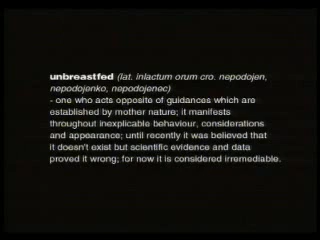 unbreastfed (lat. inlactum orum cro. nepodojen,
nepodojenko, nepodojenec)
- one who acts opposite of guidances which are
established by mother nature; it manifests
throughout inexplicable behaviour, considerations
and appearance; until recently it was believed that
it doesn't exist but scientific evidence and data
proved it wrong; for now it is considered irremediable.